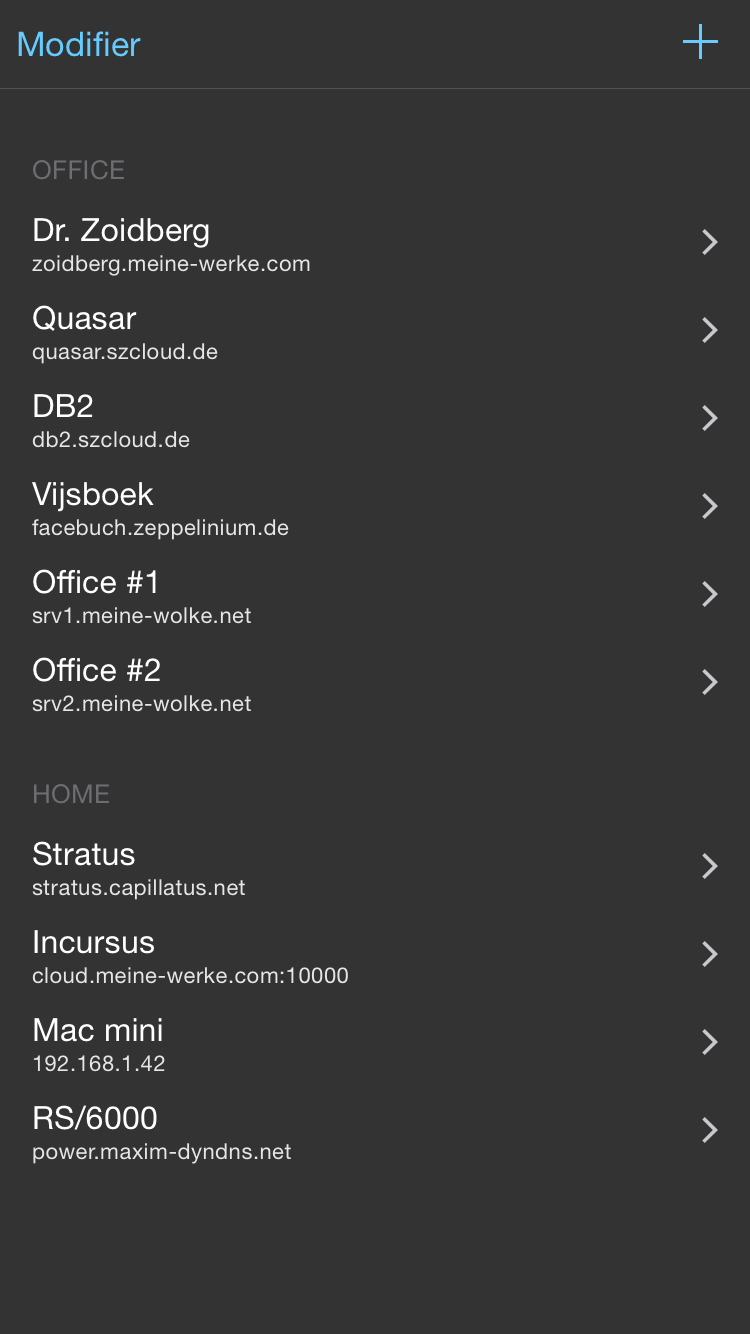 Modifier
OFFICE
Dr. Zoidberg
zoidberg.meine-werke.com
Quasar
quasar.szcloud.de
DB2
db2.szcloud.de
Vijsboek
facebuch.zeppelinium.de
Office #1
srv1.meine-wolke.net
Office #2
srv2.meine-wolke.net
HOME
Stratus
stratus.capillatus.net
Incursus
cloud.meine-werke.com:10000
Mac mini
192.168.1.42
RS/6000
power.maxim-dyndns.net